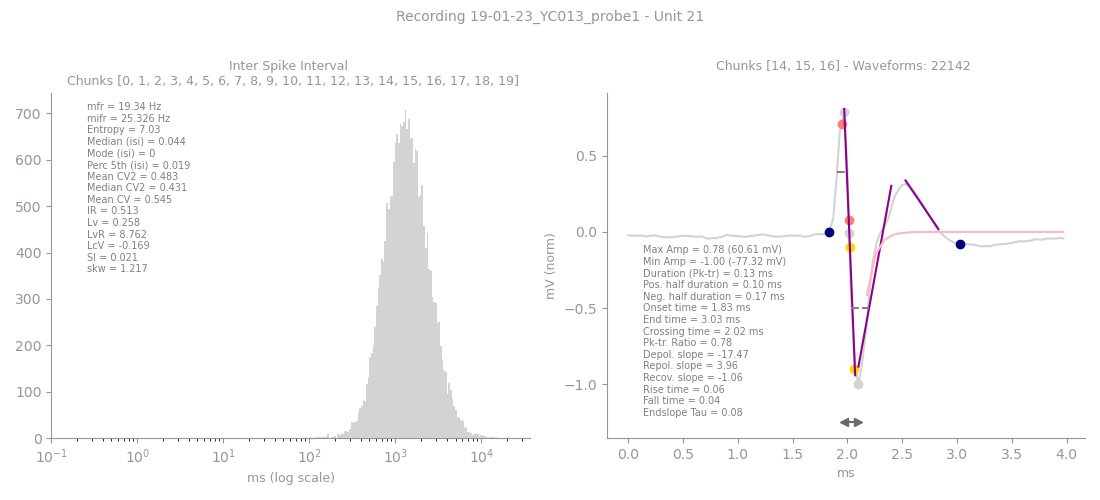 Recording 19-01-23_YC013_probe1 - Unit 21
Inter Spike Interval
Chunks [0, 1, 2, 3, 4, 5, 6, 7, 8, 9, 10, 11, 12, 13, 14, 15, 16, 17, 18, 19]
700
600
500
400
300
200
100
0
mfr = 19.34 Hz
mifr = 25.326 Hz
Entropy = 7.03
Median (isi) = 0.044
Mode (isi) = 0
Perc 5th (isi) = 0.019
Mean CV2 = 0.483
Median CV2 = 0.431
Mean CV = 0.545
IR = 0.513
Lv = 0.258
LvR = 8.762
LcV = -0.169
SI = 0.021
skw = 1.217
10⁻¹ 10⁰ 10¹ 10² 10³ 10⁴
ms (log scale)
Chunks [14, 15, 16] - Waveforms: 22142
mV (norm)
0.5
0.0
−0.5
−1.0
Max Amp = 0.78 (60.61 mV)
Min Amp = -1.00 (-77.32 mV)
Duration (Pk-tr) = 0.13 ms
Pos. half duration = 0.10 ms
Neg. half duration = 0.17 ms
Onset time = 1.83 ms
End time = 3.03 ms
Crossing time = 2.02 ms
Pk-tr. Ratio = 0.78
Depol. slope = -17.47
Repol. slope = 3.96
Recov. slope = -1.06
Rise time = 0.06
Fall time = 0.04
Endslope Tau = 0.08
0.0 0.5 1.0 1.5 2.0 2.5 3.0 3.5 4.0
ms